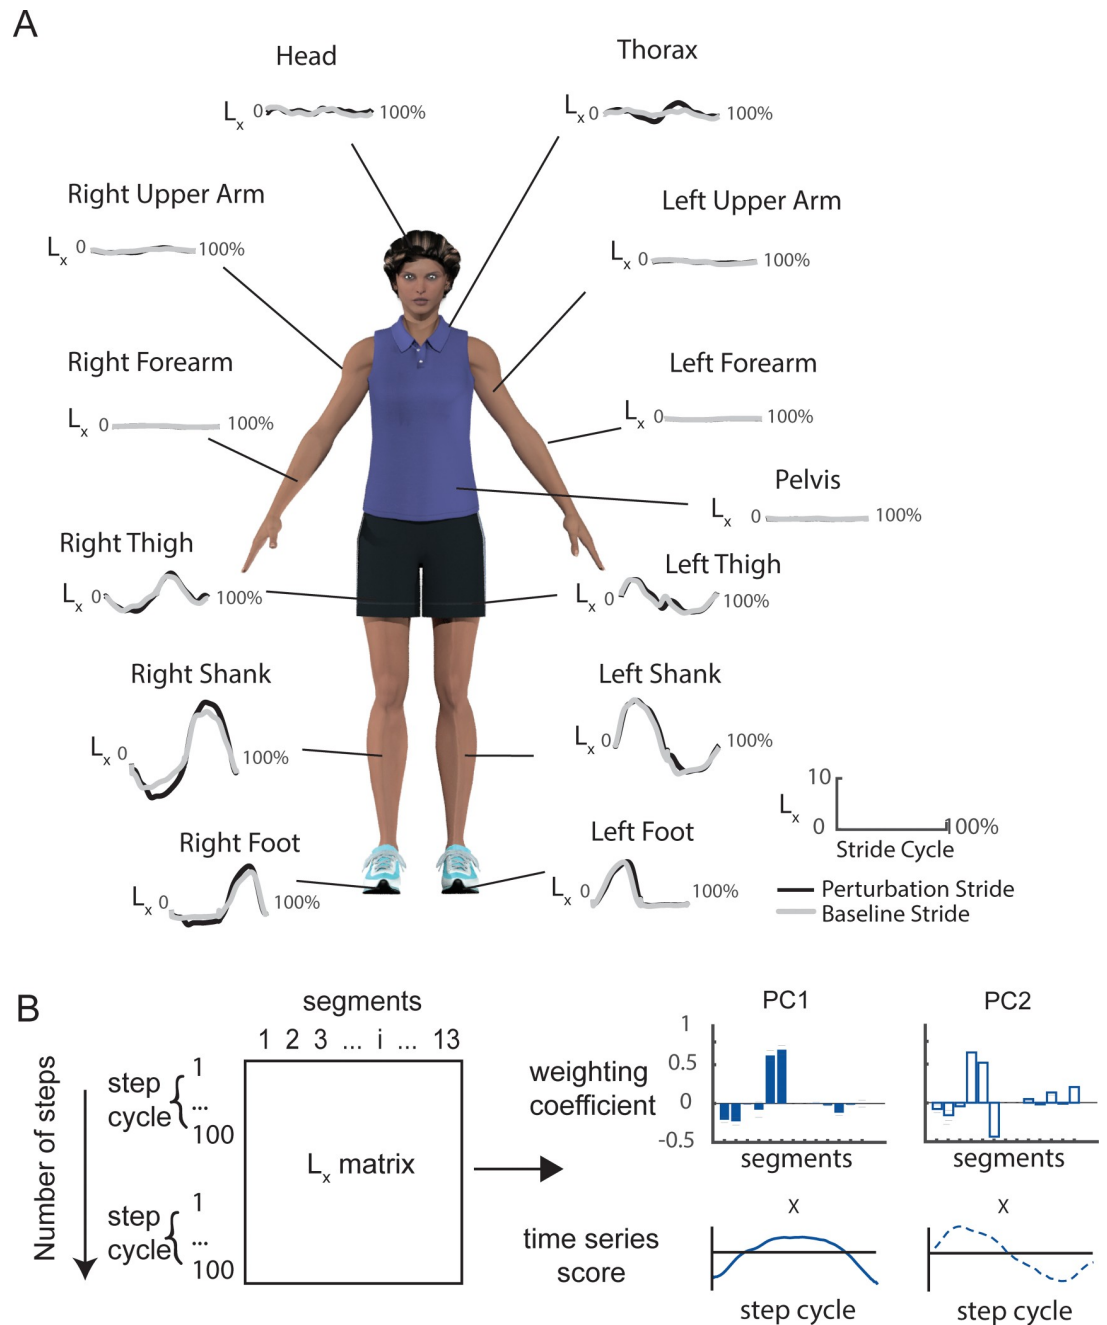 A
Head
Lx 0 100%
Thorax
Lx 0 100%
Right Upper Arm
Lx 0 100%
Left Upper Arm
Lx 0 100%
Right Forearm
Lx 0 100%
Left Forearm
Lx 0 100%
Pelvis
Lx 0 100%
Right Thigh
Lx 0 100%
Left Thigh
Lx 0 100%
Right Shank
Lx 0 100%
Left Shank
Lx 0 100%
Right Foot
Lx 0 100%
Left Foot
Lx 0 100%
10
Lx
0 100%
Stride Cycle
Perturbation Stride
Baseline Stride
B
segments
1 2 3 ... i ... 13
Number of steps
step
cycle
1
...
100
step
cycle
1
...
100
Lx matrix
PC1
PC2
weighting
coefficient
1
0.5
0
-0.5
segments
segments
x
x
time series
score
step cycle
step cycle